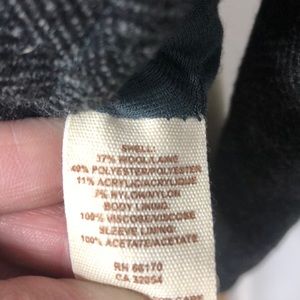 SHELL:
37% WOOL/LAINE
40% POLYESTER/POLYESTER
11% ACRYLIC/ACRYLIQUE
7% NYLON/NYLON
BODY LINING:
100% VISCOSE/VISCOSE
SLEEVE LINING:
100% ACETATE/ACETATE
RN 66170
CA 32054